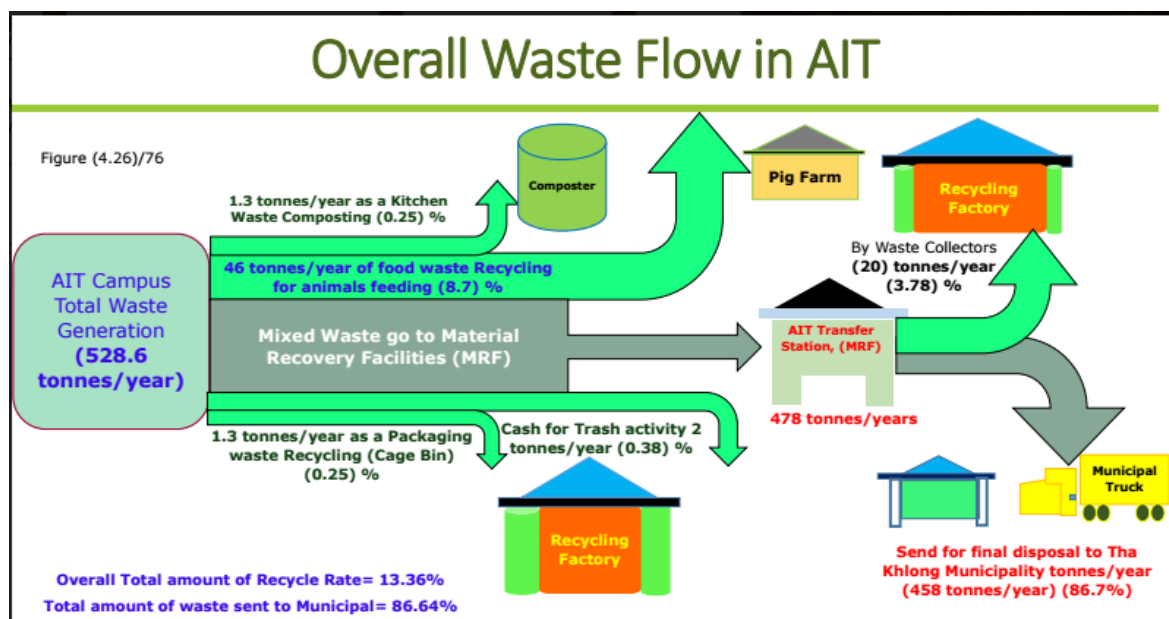 Overall Waste Flow in AIT
Figure (4.26)/76
1.3 tonnes/year as a Kitchen
Waste Composting (0.25) %
Composter
Pig Farm
Recycling
Factory
AIT Campus
Total Waste
Generation
(528.6
tonnes/year)
46 tonnes/year of food waste Recycling
for animals feeding (8.7) %
By Waste Collectors
(20) tonnes/year
(3.78) %
Mixed Waste go to Material
Recovery Facilities (MRF)
AIT Transfer
Station, (MRF)
478 tonnes/years
1.3 tonnes/year as a Packaging
waste Recycling (Cage Bin)
(0.25) %
Cash for Trash activity 2
tonnes/year (0.38) %
Recycling
Factory
Municipal
Truck
Send for final disposal to Tha
Khlong Municipality tonnes/year
(458 tonnes/year) (86.7%)
Overall Total amount of Recycle Rate= 13.36%
Total amount of waste sent to Municipal= 86.64%